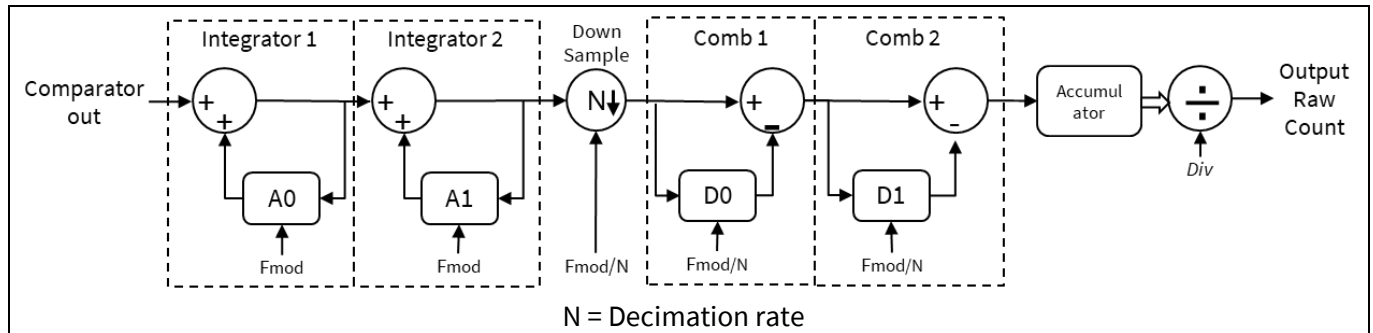 Integrator 1
Integrator 2
Down
Sample
Comb 1
Comb 2
Comparator
out
+
+
+
+
N↓
+
-
+
-
Accumul
ator
÷
Output
Raw
Count
A0
A1
D0
D1
Div
Fmod
Fmod
Fmod/N
Fmod/N
Fmod/N
N = Decimation rate